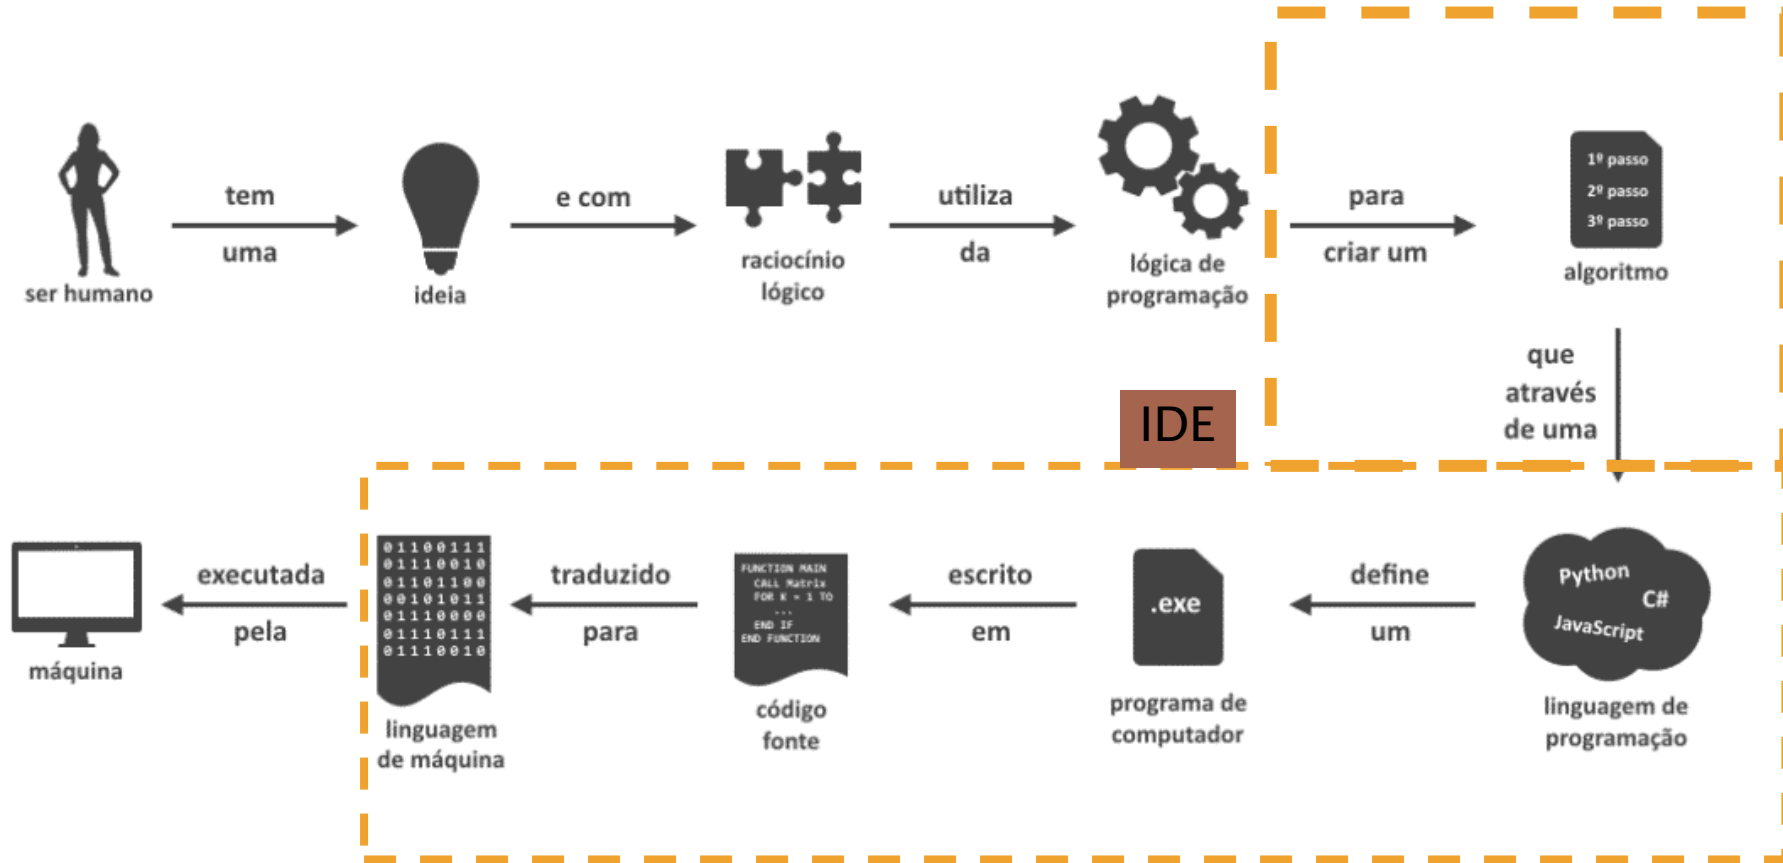 tem
uma
ser humano
ideia
e com
raciocínio
lógico
utiliza
da
lógica de
programação
para
criar um
1º passo
2º passo
3º passo
algoritmo
que
através
de uma
IDE
Python
C#
JavaScript
linguagem de
programação
define
um
.exe
programa de
computador
escrito
em
FUNCTION MAIN
CALL Matrix
FOR K = 1 TO
...
END IF
END FUNCTION
código
fonte
traduzido
para
01100111
01110010
01101100
00101011
01110000
01110111
01110010
linguagem
de máquina
executada
pela
máquina